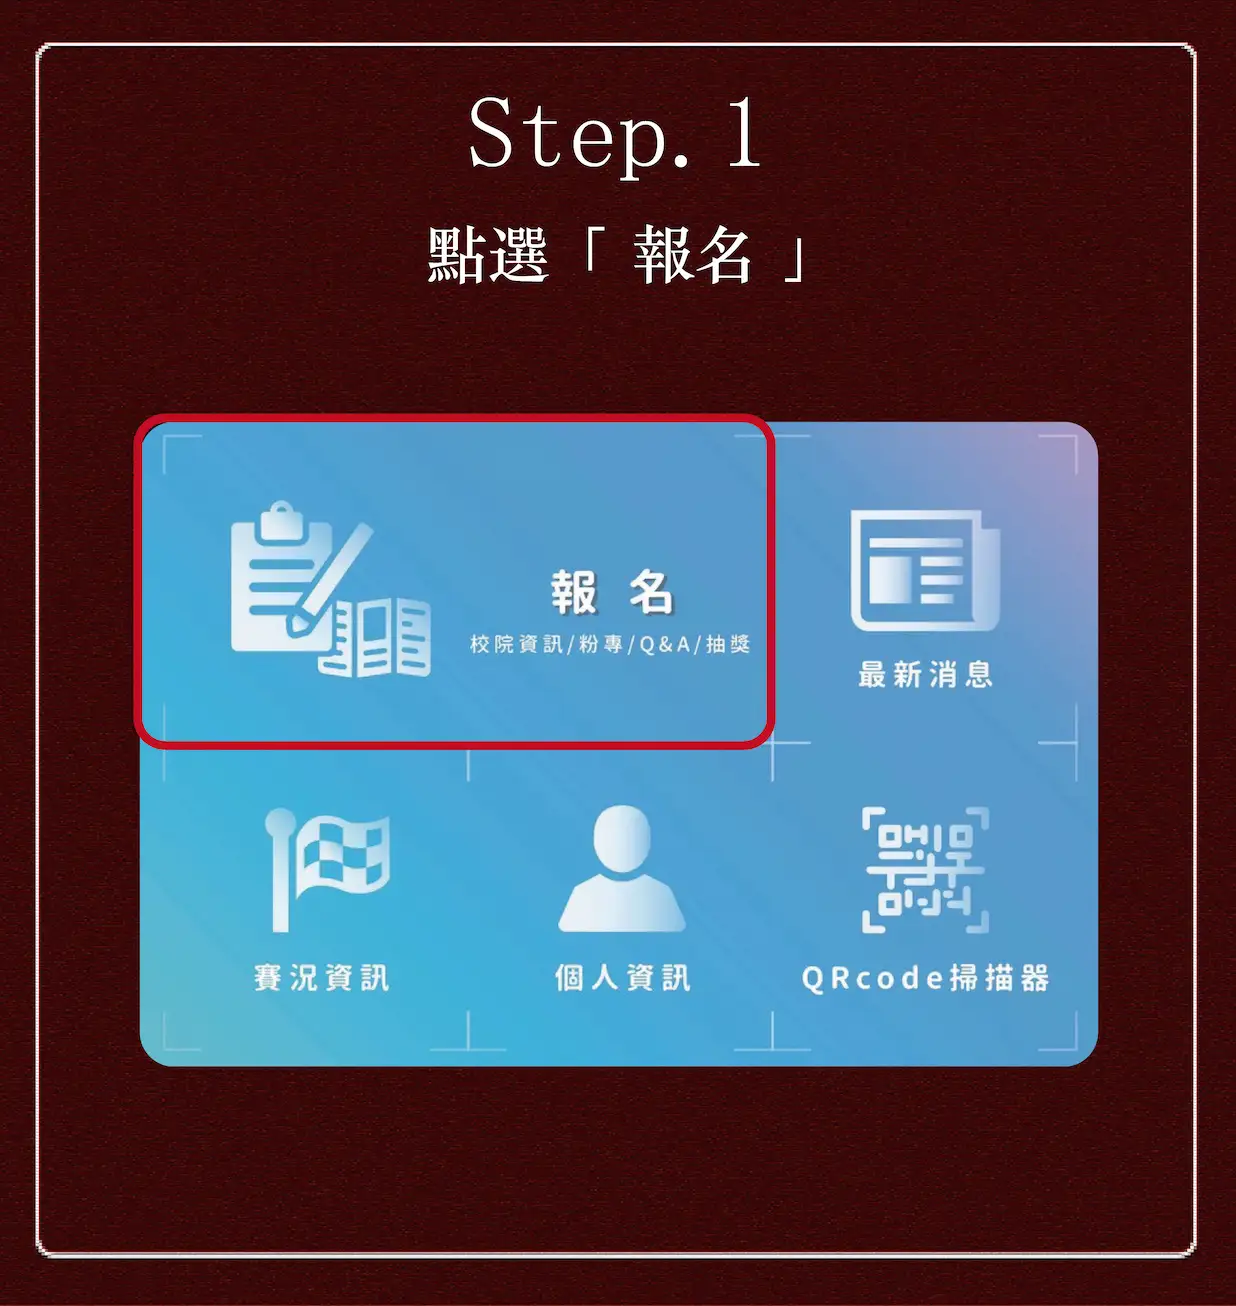 Step.1
點選「 報名 」
報 名
校院資訊/粉專/Q&A/抽獎
最新消息
賽況資訊
個人資訊
QRcode掃描器